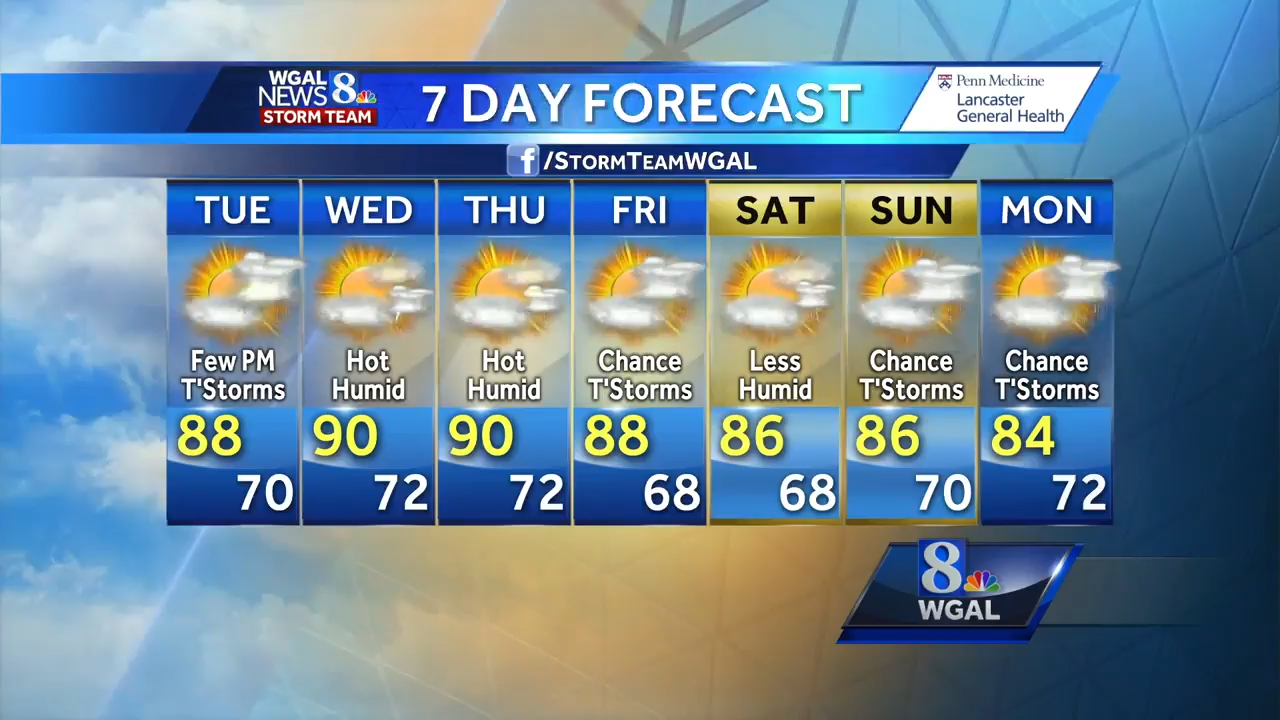 WGAL
NEWS 8
STORM TEAM
7 DAY FORECAST
Penn Medicine
Lancaster
General Health
f /STORMTEAMWGAL
TUE WED THU FRI SAT SUN MON
Few PM Hot Hot Chance Less Chance Chance
T'Storms Humid Humid T'Storms Humid T'Storms T'Storms
88 90 90 88 86 86 84
70 72 72 68 68 70 72
8
WGAL